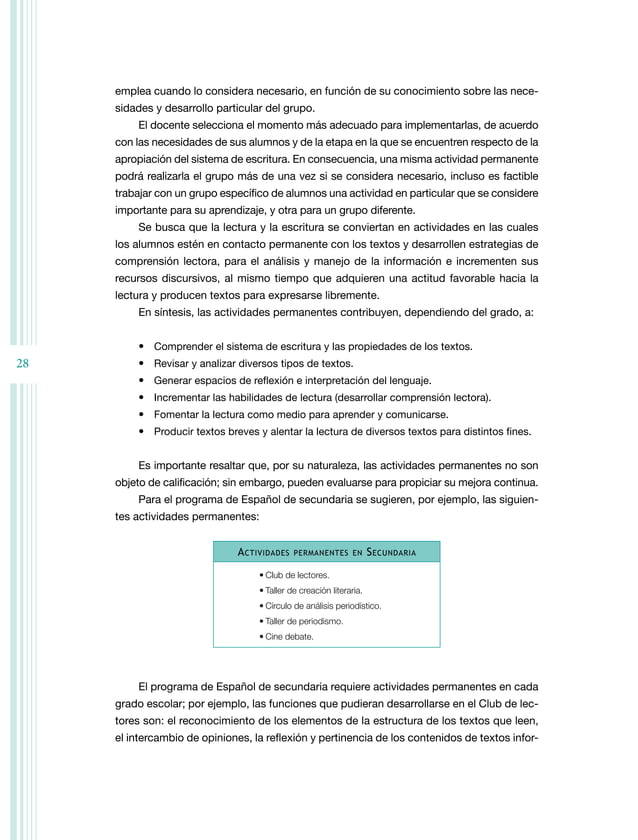 emplea cuando lo considera necesario, en función de su conocimiento sobre las nece-
sidades y desarrollo particular del grupo.
El docente selecciona el momento más adecuado para implementarlas, de acuerdo
con las necesidades de sus alumnos y de la etapa en la que se encuentren respecto de la
apropiación del sistema de escritura. En consecuencia, una misma actividad permanente
podrá realizarla el grupo más de una vez si se considera necesario, incluso es factible
trabajar con un grupo específico de alumnos una actividad en particular que se considere
importante para su aprendizaje, y otra para un grupo diferente.
Se busca que la lectura y la escritura se conviertan en actividades en las cuales
los alumnos estén en contacto permanente con los textos y desarrollen estrategias de
comprensión lectora, para el análisis y manejo de la información e incrementen sus
recursos discursivos, al mismo tiempo que adquieren una actitud favorable hacia la
lectura y producen textos para expresarse libremente.
En síntesis, las actividades permanentes contribuyen, dependiendo del grado, a:
• Comprender el sistema de escritura y las propiedades de los textos.
28
• Revisar y analizar diversos tipos de textos.
• Generar espacios de reflexión e interpretación del lenguaje.
• Incrementar las habilidades de lectura (desarrollar comprensión lectora).
• Fomentar la lectura como medio para aprender y comunicarse.
• Producir textos breves y alentar la lectura de diversos textos para distintos fines.
Es importante resaltar que, por su naturaleza, las actividades permanentes no son
objeto de calificación; sin embargo, pueden evaluarse para propiciar su mejora continua.
Para el programa de Español de secundaria se sugieren, por ejemplo, las siguien-
tes actividades permanentes:
Actividades permanentes en Secundaria
• Club de lectores.
• Taller de creación literaria.
• Círculo de análisis periodístico.
• Taller de periodismo.
• Cine debate.
El programa de Español de secundaria requiere actividades permanentes en cada
grado escolar; por ejemplo, las funciones que pudieran desarrollarse en el Club de lec-
tores son: el reconocimiento de los elementos de la estructura de los textos que leen,
el intercambio de opiniones, la reflexión y pertinencia de los contenidos de textos infor-